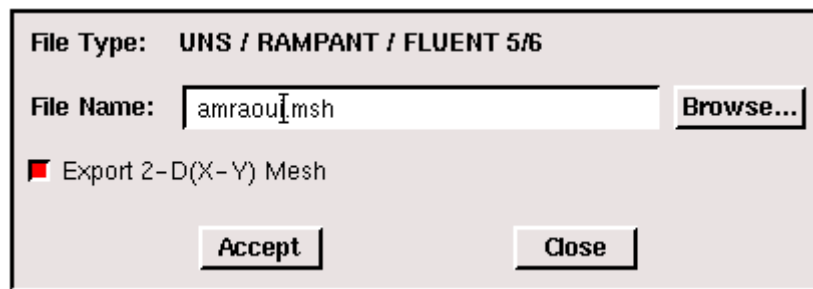 File Type: UNS / RAMPANT / FLUENT 5/6
File Name: amraoui.msh Browse...
Export 2-D(X-Y) Mesh
Accept Close